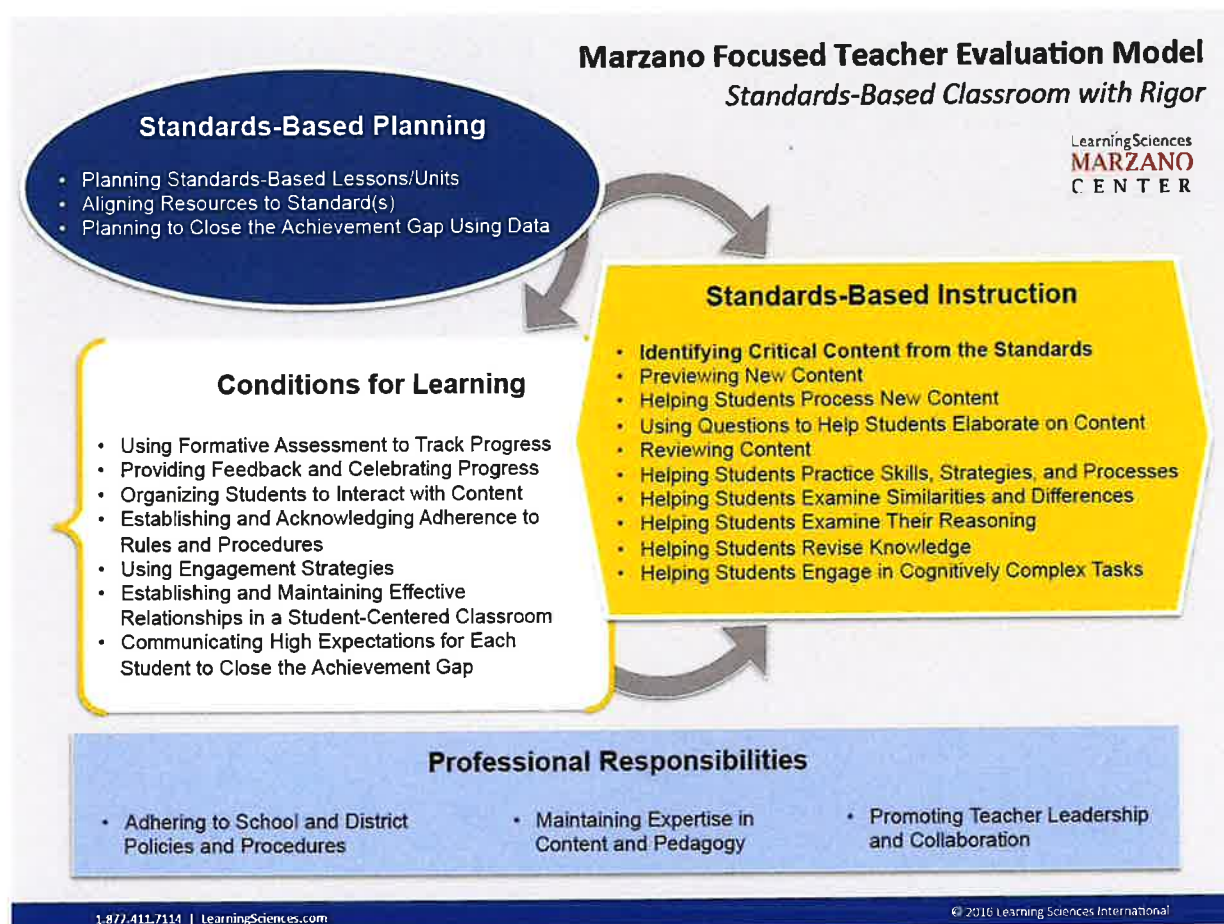 Marzano Focused Teacher Evaluation Model
Standards-Based Classroom with Rigor
LearningSciences
MARZANO
CENTER
Standards-Based Planning
• Planning Standards-Based Lessons/Units
• Aligning Resources to Standard(s)
• Planning to Close the Achievement Gap Using Data
Standards-Based Instruction
• Identifying Critical Content from the Standards
• Previewing New Content
• Helping Students Process New Content
• Using Questions to Help Students Elaborate on Content
• Reviewing Content
• Helping Students Practice Skills, Strategies, and Processes
• Helping Students Examine Similarities and Differences
• Helping Students Examine Their Reasoning
• Helping Students Revise Knowledge
• Helping Students Engage in Cognitively Complex Tasks
Conditions for Learning
• Using Formative Assessment to Track Progress
• Providing Feedback and Celebrating Progress
• Organizing Students to Interact with Content
• Establishing and Acknowledging Adherence to
Rules and Procedures
• Using Engagement Strategies
• Establishing and Maintaining Effective
Relationships in a Student-Centered Classroom
• Communicating High Expectations for Each
Student to Close the Achievement Gap
Professional Responsibilities
• Adhering to School and District
Policies and Procedures
• Maintaining Expertise in
Content and Pedagogy
• Promoting Teacher Leadership
and Collaboration
1.877.411.7114 | LearningSciences.com
© 2016 Learning Sciences International